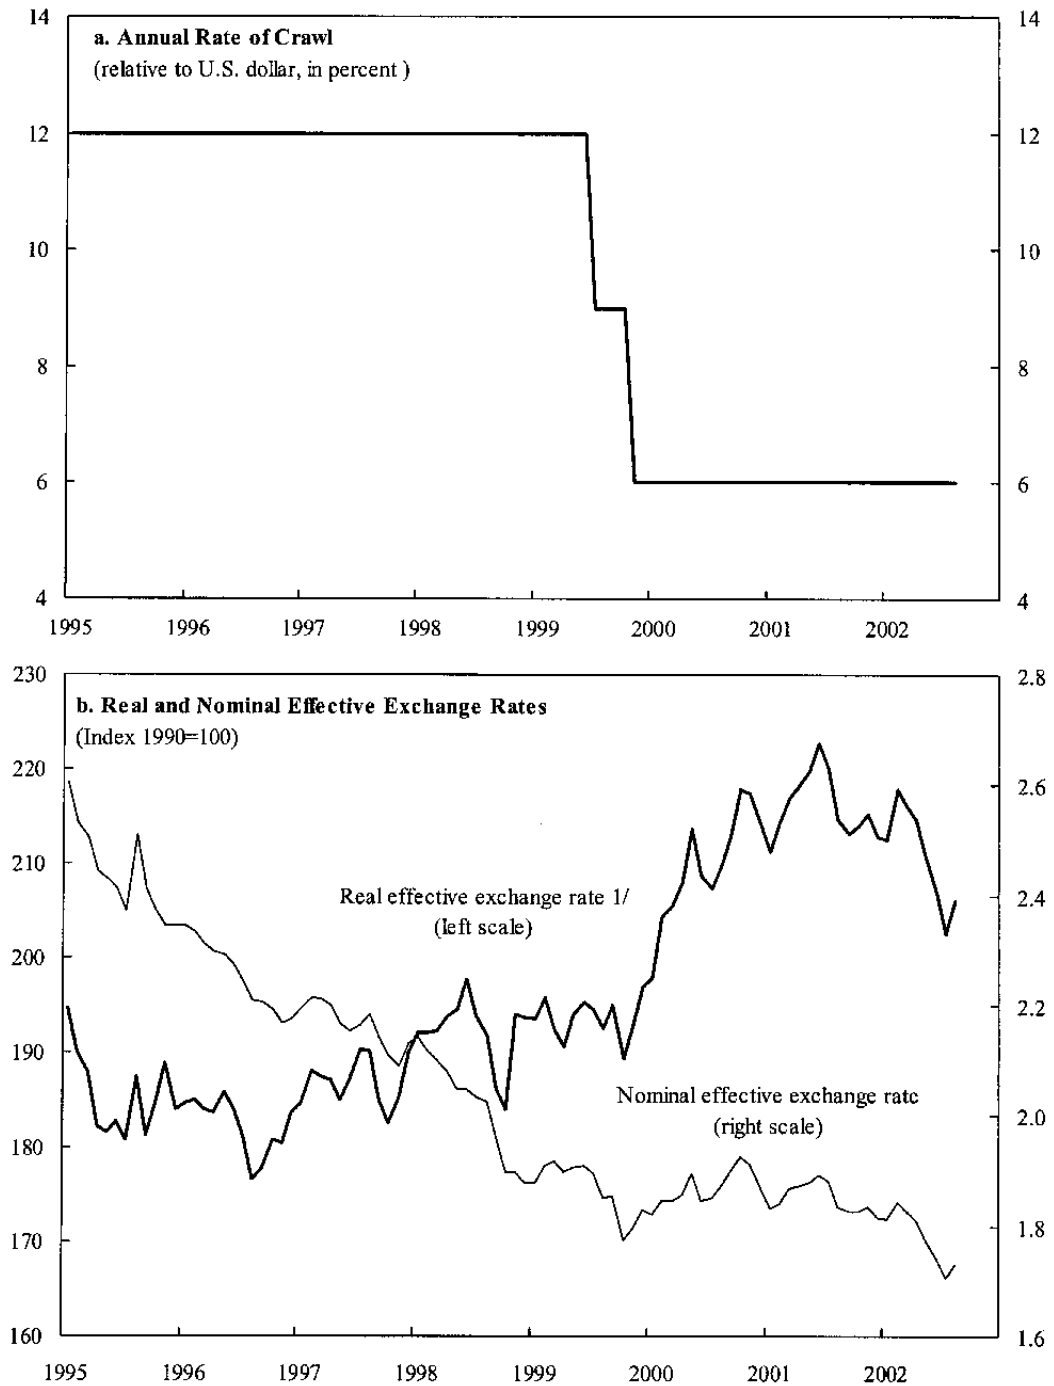 a. Annual Rate of Crawl
(relative to U.S. dollar, in percent )
14
12
10
8
6
4
14
12
10
8
6
4
1995 1996 1997 1998 1999 2000 2001 2002
b. Real and Nominal Effective Exchange Rates
(Index 1990=100)
230
220
210
200
190
180
170
160
2.8
2.6
2.4
2.2
2.0
1.8
1.6
Real effective exchange rate 1/
(left scale)
Nominal effective exchange rate
(right scale)
1995 1996 1997 1998 1999 2000 2001 2002